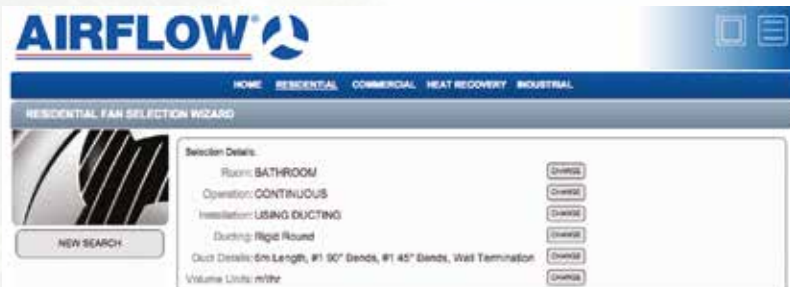 AIRFLOW
HOME RESIDENTIAL COMMERCIAL HEAT RECOVERY INDUSTRIAL
RESIDENTIAL FAN SELECTION WIZARD
Selection Details:
Room: BATHROOM CHANGE
Operation: CONTINUOUS CHANGE
Installation: USING DUCTING CHANGE
Ducting: Rigid Round CHANGE
Duct Details: 6m Length, #1 90° Bends, #1 45° Bends, Wall Termination CHANGE
Volume Units: m³/hr CHANGE
NEW SEARCH